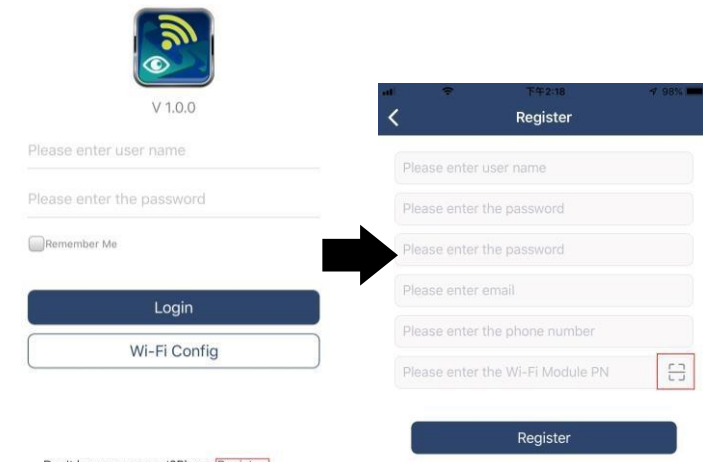 V 1.0.0
Please enter user name
Please enter the password
Remember Me
Login
Wi-Fi Config
下午2:18
98%
Register
Please enter user name
Please enter the password
Please enter the password
Please enter email
Please enter the phone number
Please enter the Wi-Fi Module PN
Register